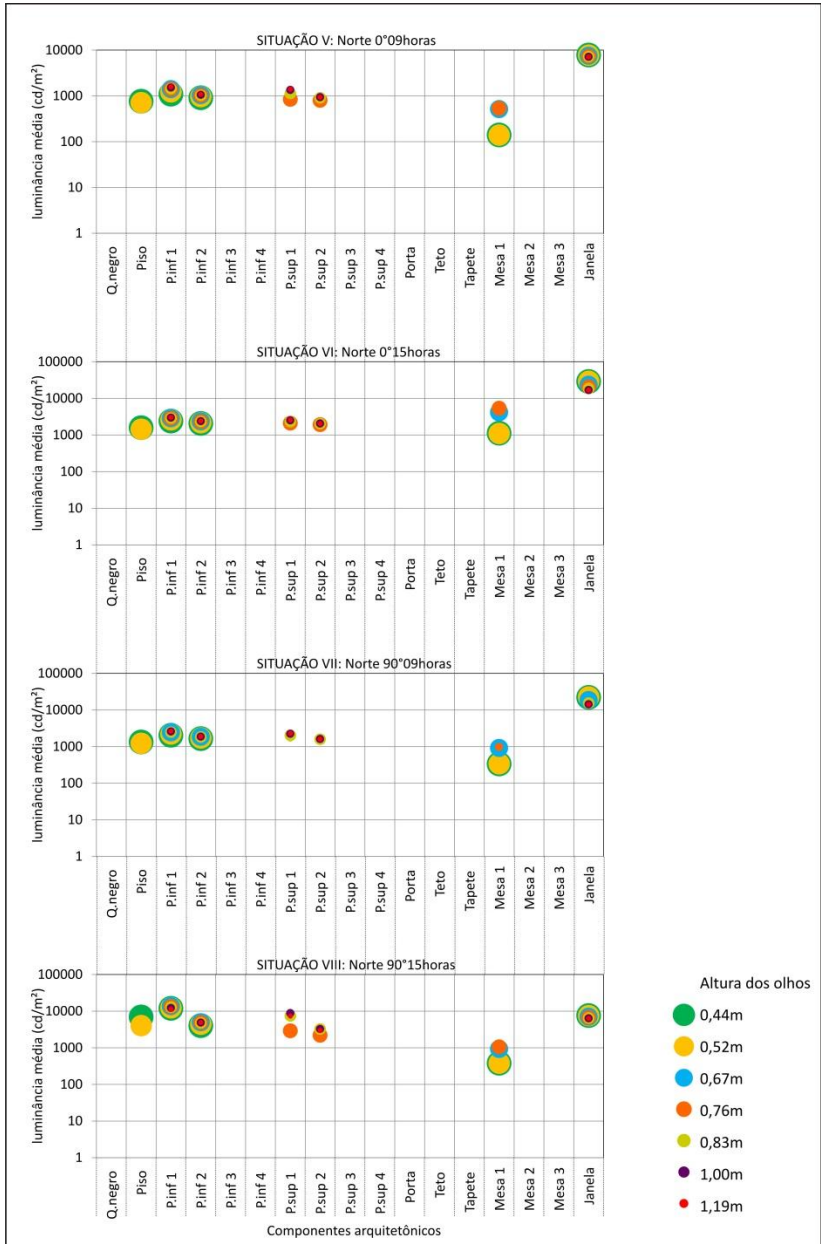 SITUAÇÃO V: Norte 0°09horas
luminância média (cd/m²)
10000
1000
100
10
1
Q.negro
Piso
P.inf 1
P.inf 2
P.inf 3
P.inf 4
P.sup 1
P.sup 2
P.sup 3
P.sup 4
Porta
Teto
Tapete
Mesa 1
Mesa 2
Mesa 3
Janela
SITUAÇÃO VI: Norte 0°15horas
luminância média (cd/m²)
100000
10000
1000
100
10
1
Q.negro
Piso
P.inf 1
P.inf 2
P.inf 3
P.inf 4
P.sup 1
P.sup 2
P.sup 3
P.sup 4
Porta
Teto
Tapete
Mesa 1
Mesa 2
Mesa 3
Janela
SITUAÇÃO VII: Norte 90°09horas
luminância média (cd/m²)
100000
10000
1000
100
10
1
Q.negro
Piso
P.inf 1
P.inf 2
P.inf 3
P.inf 4
P.sup 1
P.sup 2
P.sup 3
P.sup 4
Porta
Teto
Tapete
Mesa 1
Mesa 2
Mesa 3
Janela
SITUAÇÃO VIII: Norte 90°15horas
luminância média (cd/m²)
100000
10000
1000
100
10
1
Q.negro
Piso
P.inf 1
P.inf 2
P.inf 3
P.inf 4
P.sup 1
P.sup 2
P.sup 3
P.sup 4
Porta
Teto
Tapete
Mesa 1
Mesa 2
Mesa 3
Janela
Componentes arquitetônicos
Altura dos olhos
0,44m
0,52m
0,67m
0,76m
0,83m
1,00m
1,19m